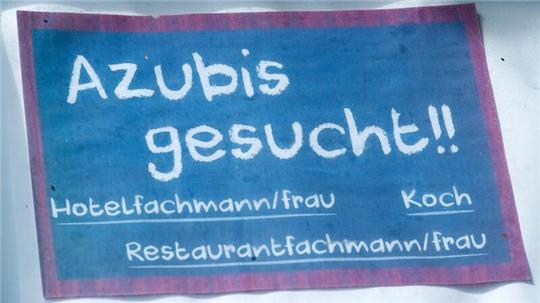 Azubis
gesucht!!
Hotelfachmann/frau Koch
Restaurantfachmann/frau